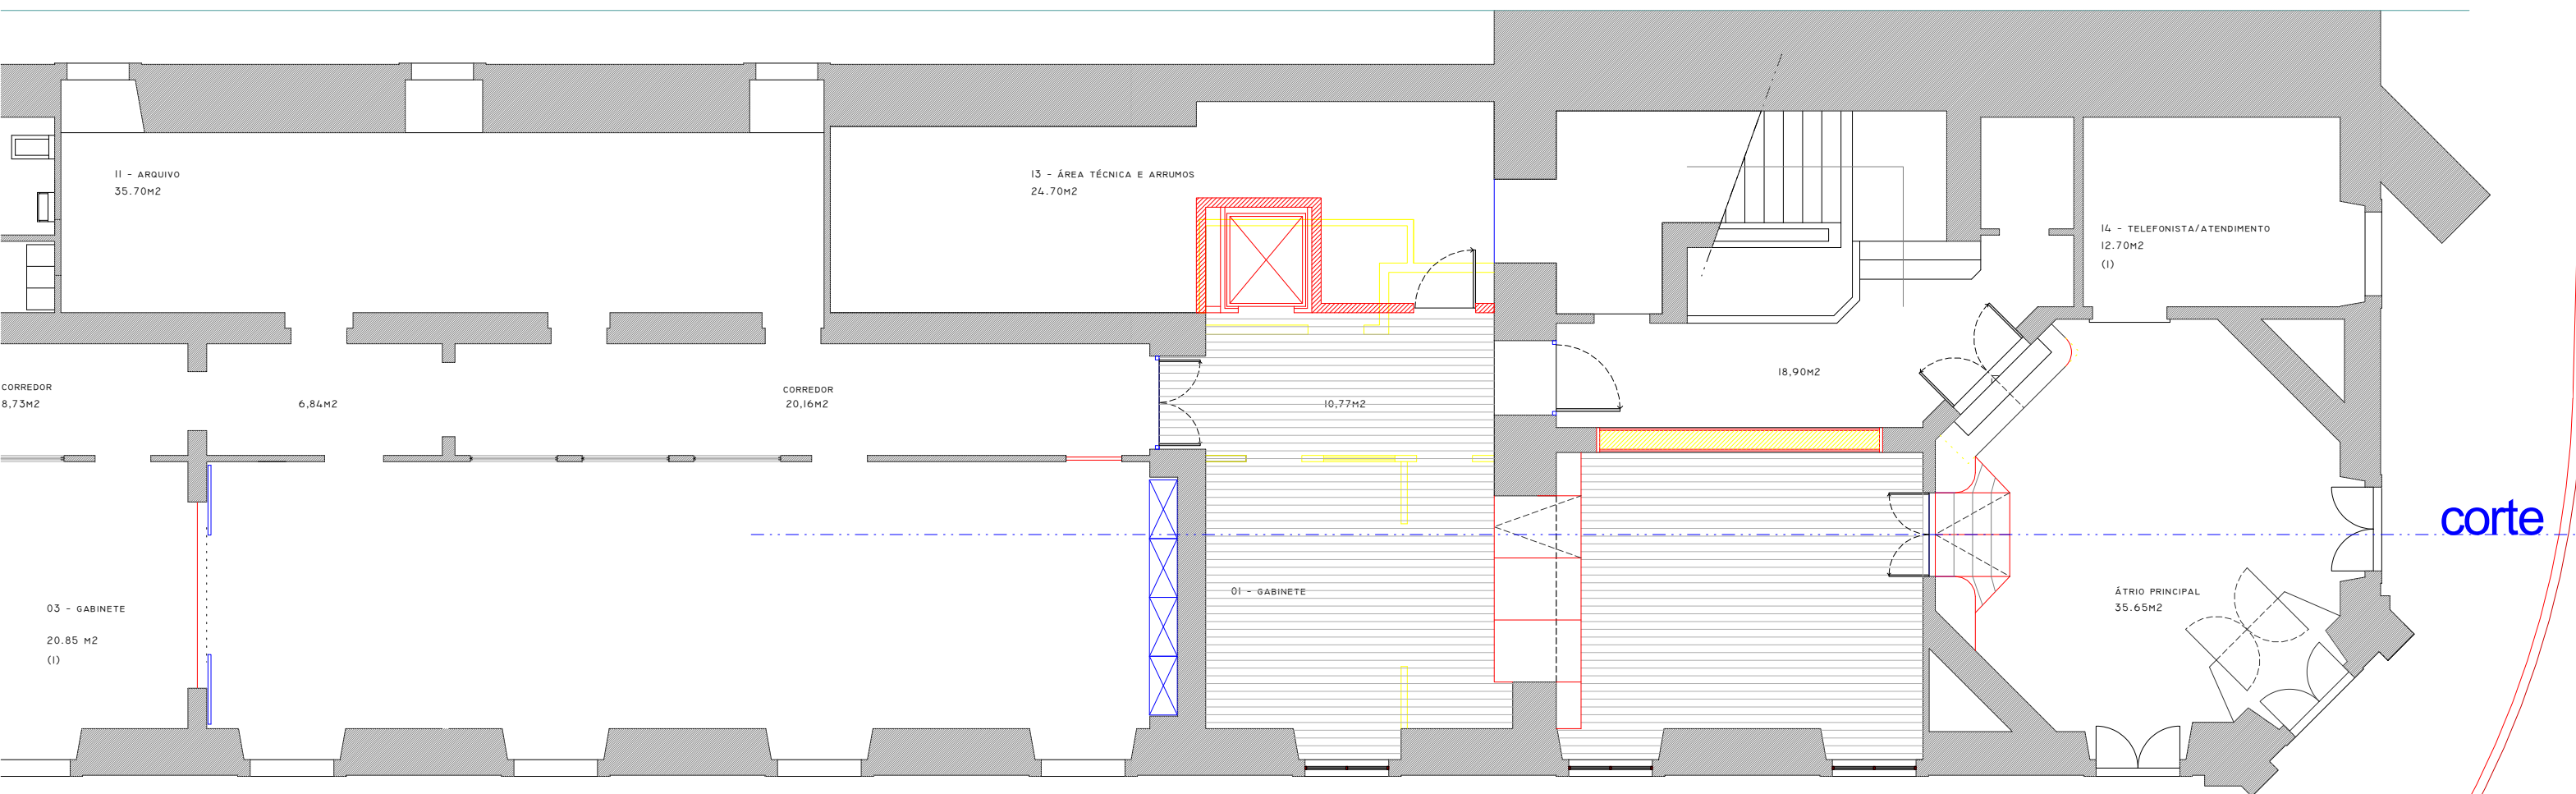 11 - ARQUIVO
35.70M2
13 - ÁREA TÉCNICA E ARRUMOS
24.70M2
14 - TELEFONISTA/ATENDIMENTO
12.70M2
(1)
CORREDOR
8,73M2
6,84M2
CORREDOR
20,16M2
10,77M2
18,90M2
corte
03 - GABINETE
20.85 M2
(1)
01 - GABINETE
ÁTRIO PRINCIPAL
35.65M2